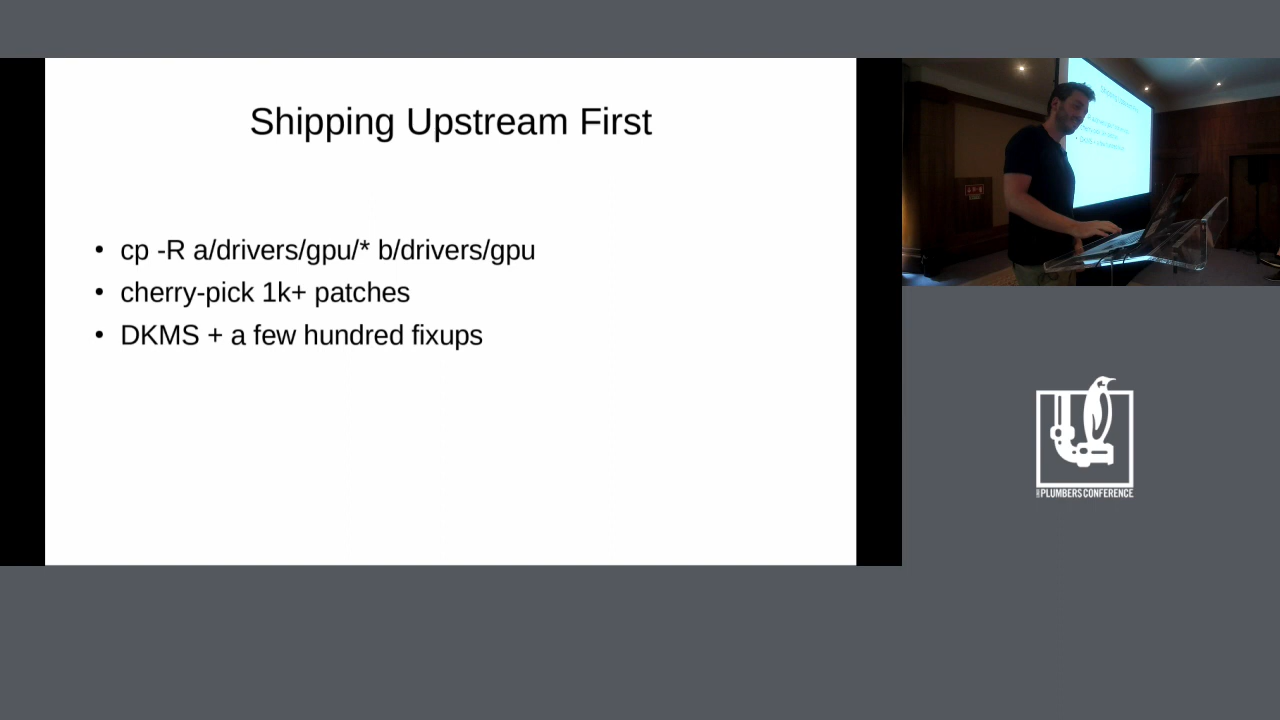 Shipping Upstream First
• cp -R a/drivers/gpu/* b/drivers/gpu
• cherry-pick 1k+ patches
• DKMS + a few hundred fixups
PLUMBERS CONFERENCE